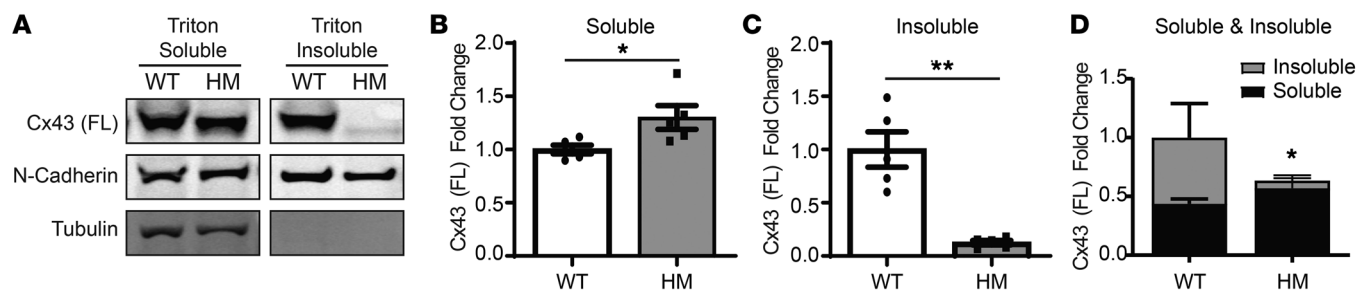 A
Triton
Soluble
Triton
Insoluble
WT HM WT HM
Cx43 (FL)
N-Cadherin
Tubulin
B
Soluble
Cx43 (FL) Fold Change
2.0
1.5
1.0
0.5
0.0
*
WT HM
C
Insoluble
Cx43 (FL) Fold Change
2.0
1.5
1.0
0.5
0.0
**
WT HM
D
Soluble & Insoluble
Insoluble
Soluble
Cx43 (FL) Fold Change
1.5
1.0
0.5
0.0
*
WT HM